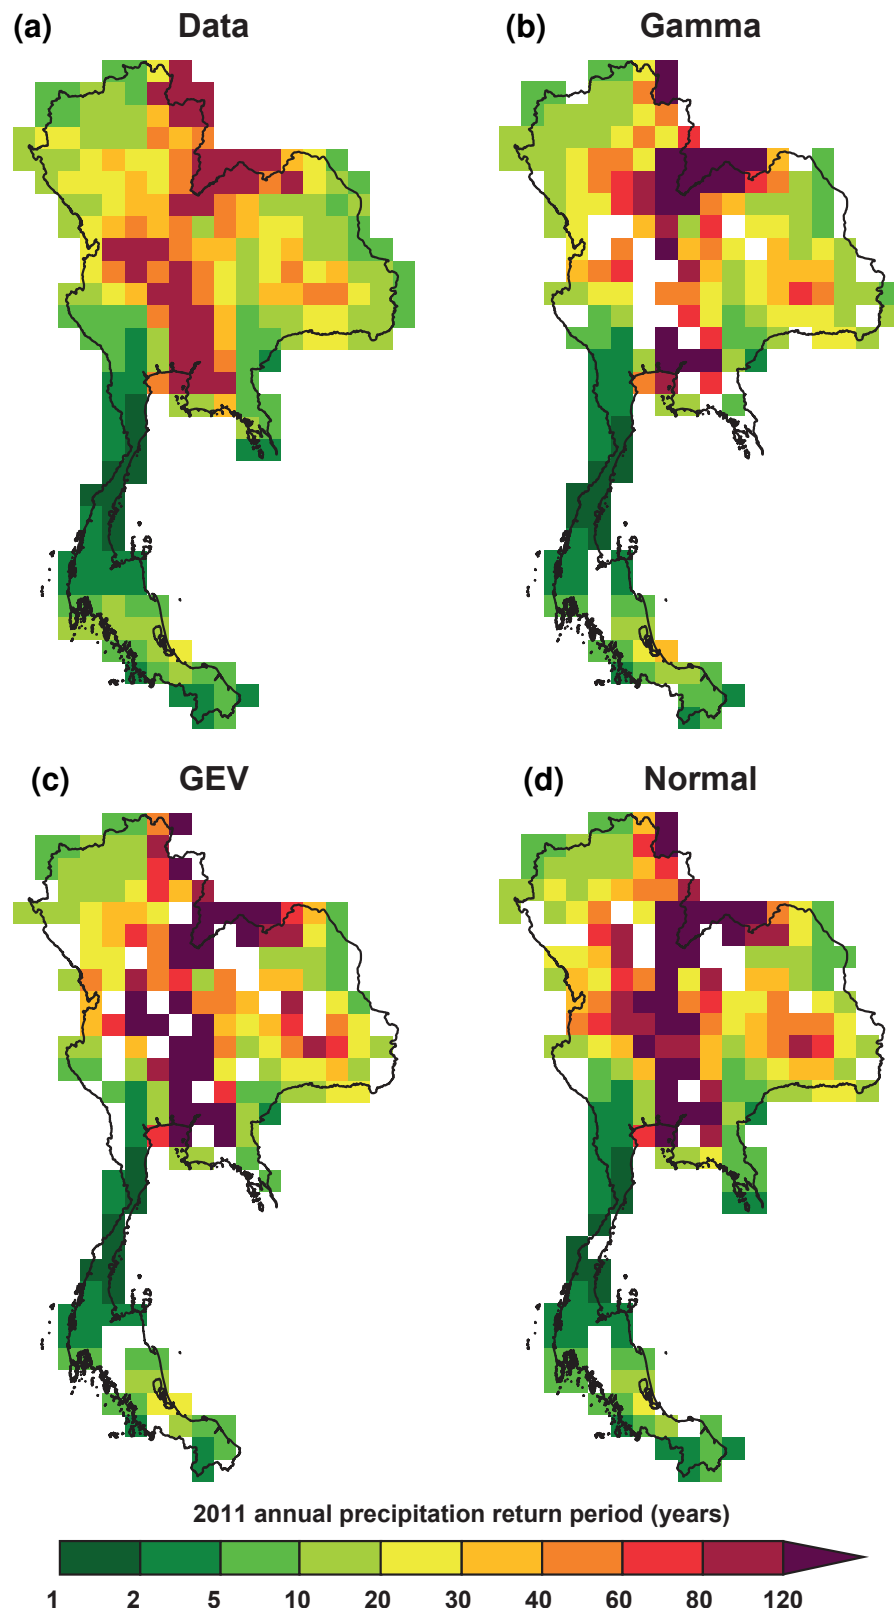 (a) Data
(b) Gamma
(c) GEV
(d) Normal
2011 annual precipitation return period (years)
1 2 5 10 20 30 40 60 80 120